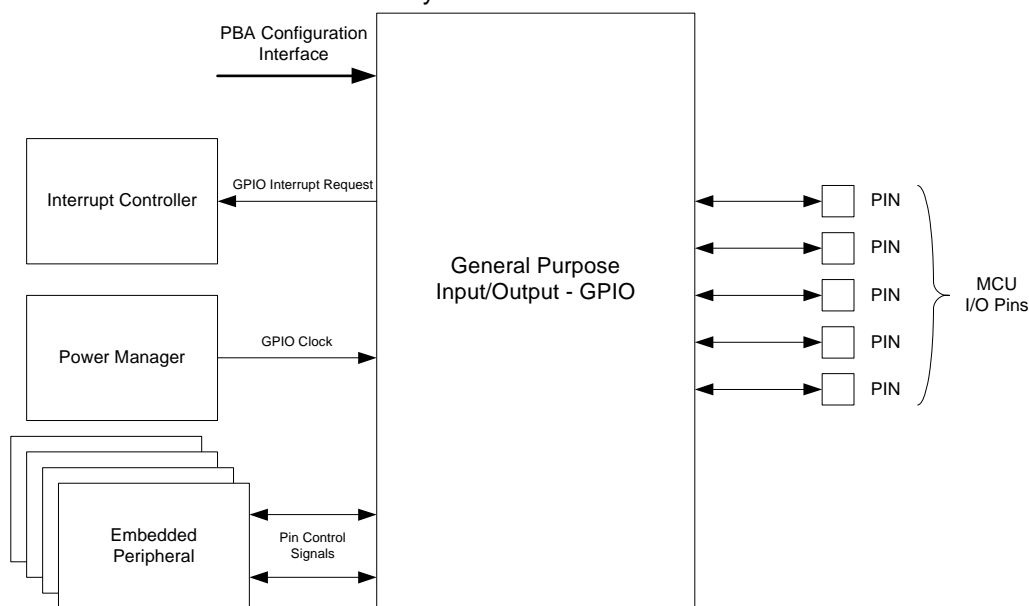 PBA Configuration
Interface
Interrupt Controller
GPIO Interrupt Request
Power Manager
GPIO Clock
Embedded
Peripheral
Pin Control
Signals
General Purpose
Input/Output - GPIO
PIN
PIN
PIN
PIN
PIN
MCU
I/O Pins